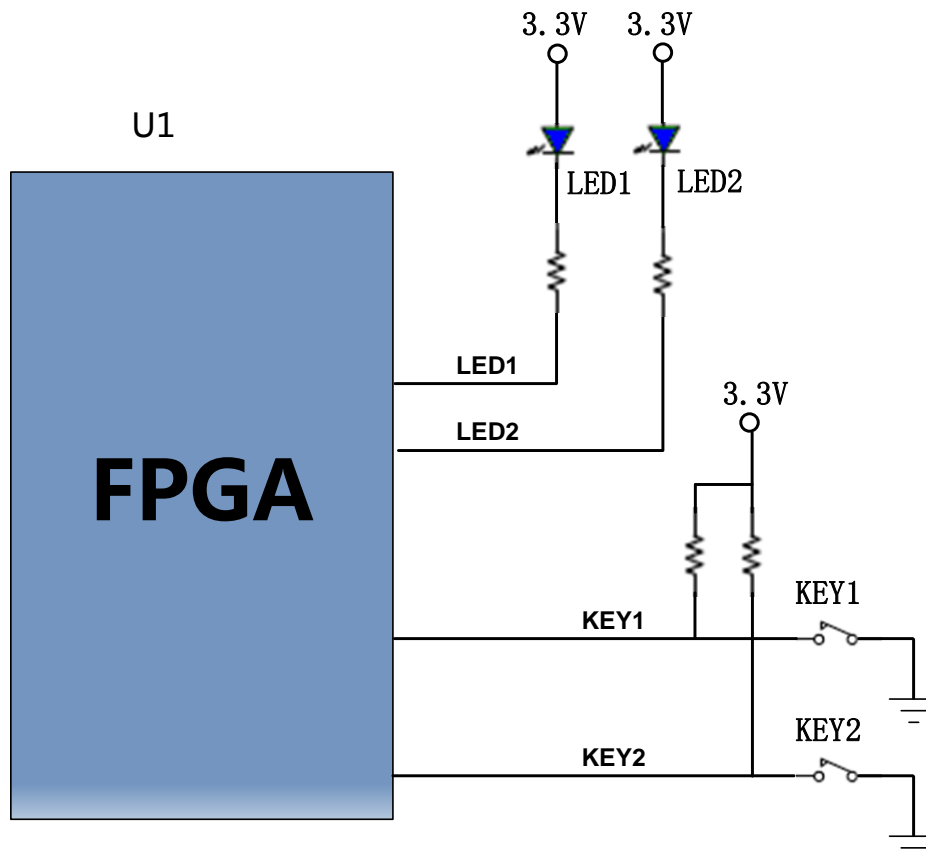 3.3V 3.3V
U1
LED1 LED2
LED1
3.3V
LED2
FPGA
KEY1
KEY1
KEY2
KEY2